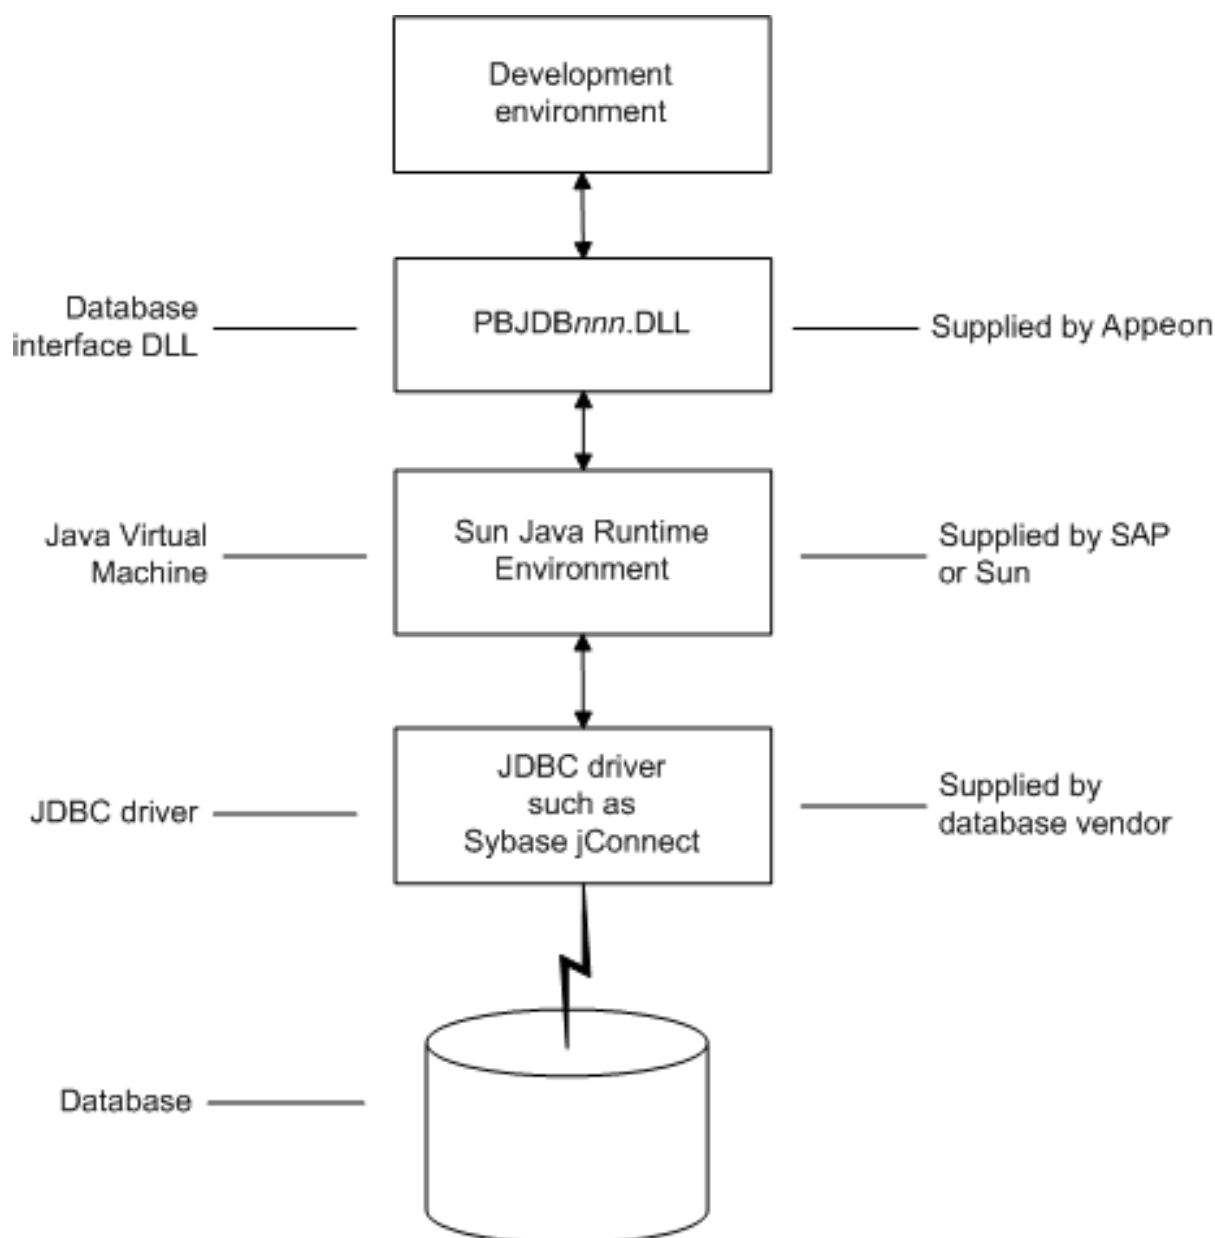 Development
environment
Database
interface DLL
PBJDBnnn.DLL
Supplied by Appeon
Java Virtual
Machine
Sun Java Runtime
Environment
Supplied by SAP
or Sun
JDBC driver
JDBC driver
such as
Sybase jConnect
Supplied by
database vendor
Database